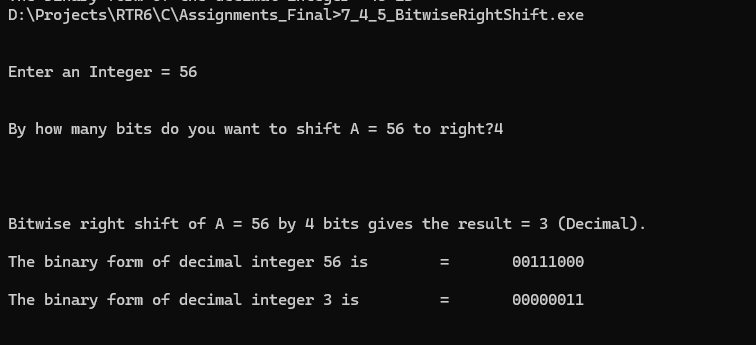 D:\Projects\RTR6\C\Assignments_Final>7_4_5_BitwiseRightShift.exe
Enter an Integer = 56
By how many bits do you want to shift A = 56 to right?4
Bitwise right shift of A = 56 by 4 bits gives the result = 3 (Decimal).
The binary form of decimal integer 56 is = 00111000
The binary form of decimal integer 3 is = 00000011